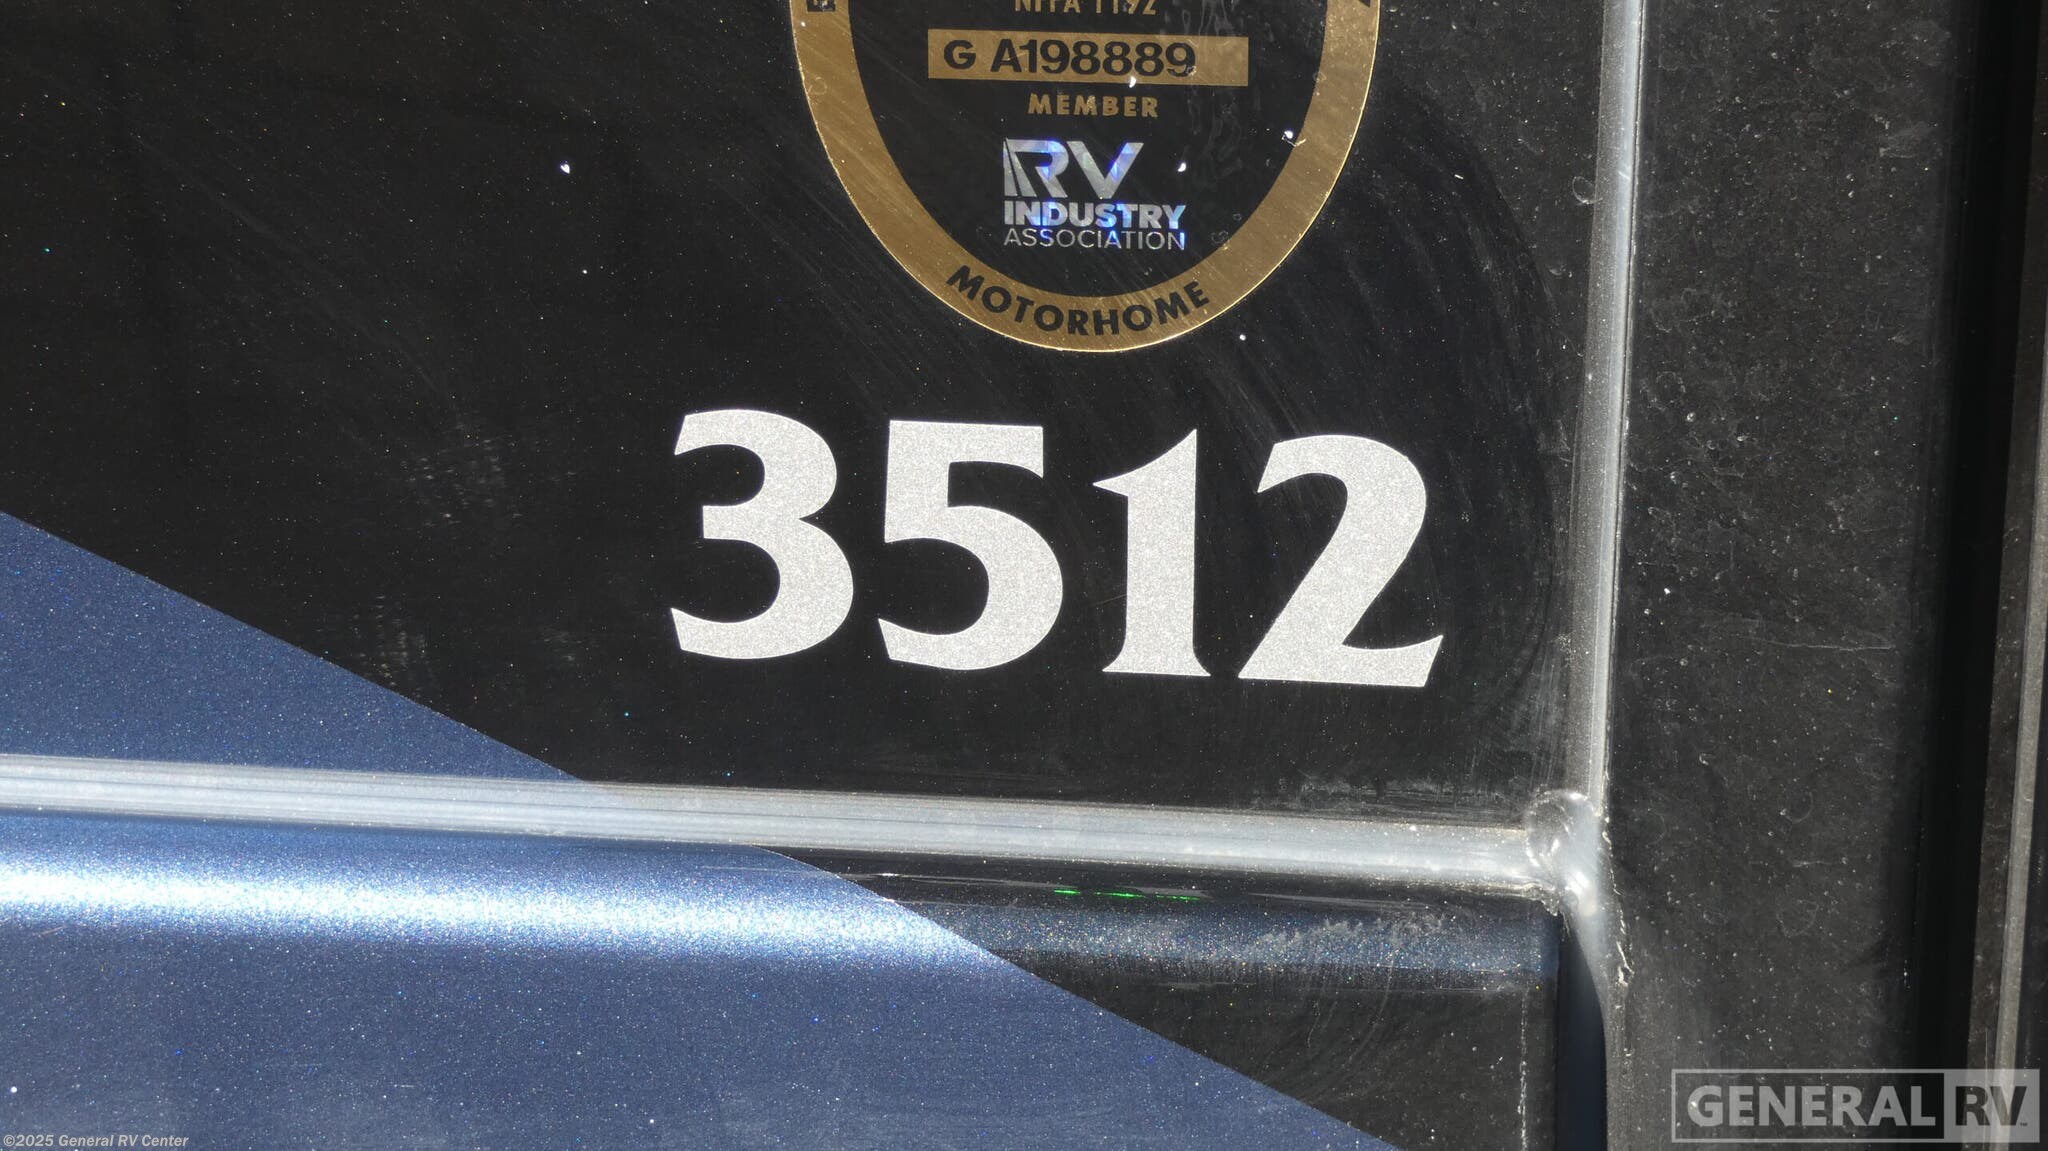 NFPA 1192
G A198889
MEMBER
RV
INDUSTRY
ASSOCIATION
MOTORHOME
3512
GENERAL RV
©2025 General RV Center